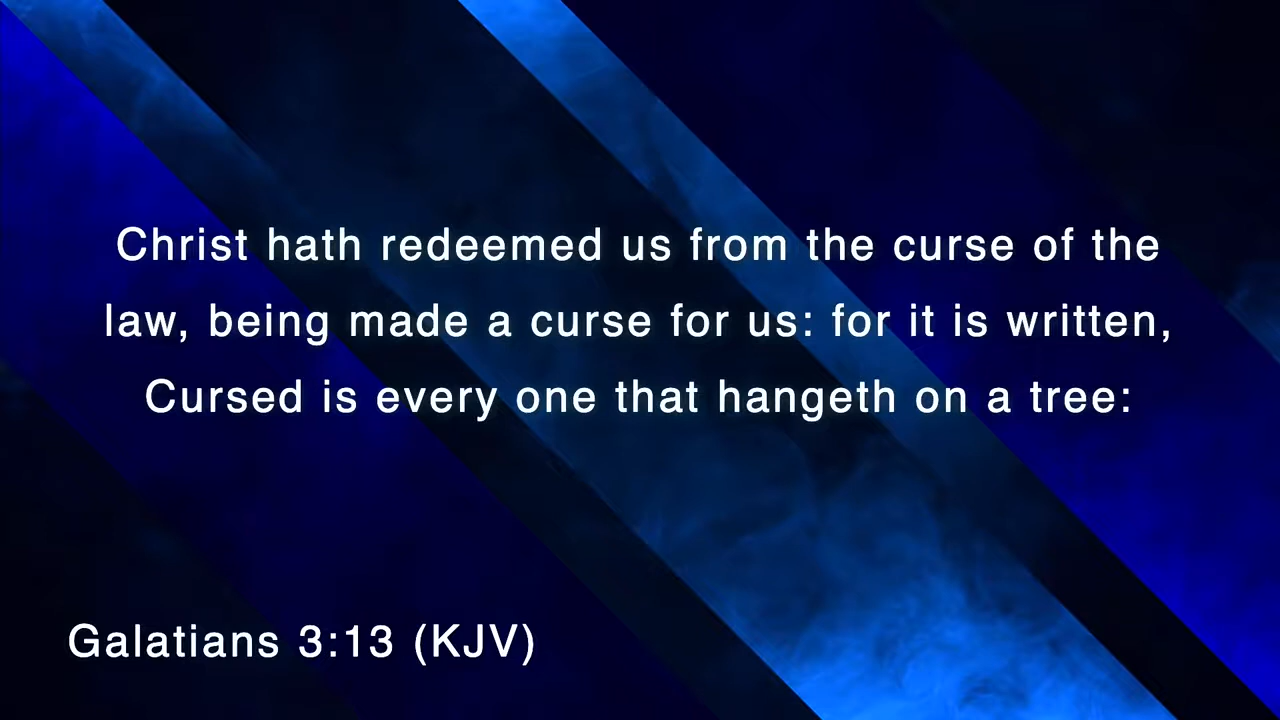 Christ hath redeemed us from the curse of the
law, being made a curse for us: for it is written,
Cursed is every one that hangeth on a tree:
Galatians 3:13 (KJV)